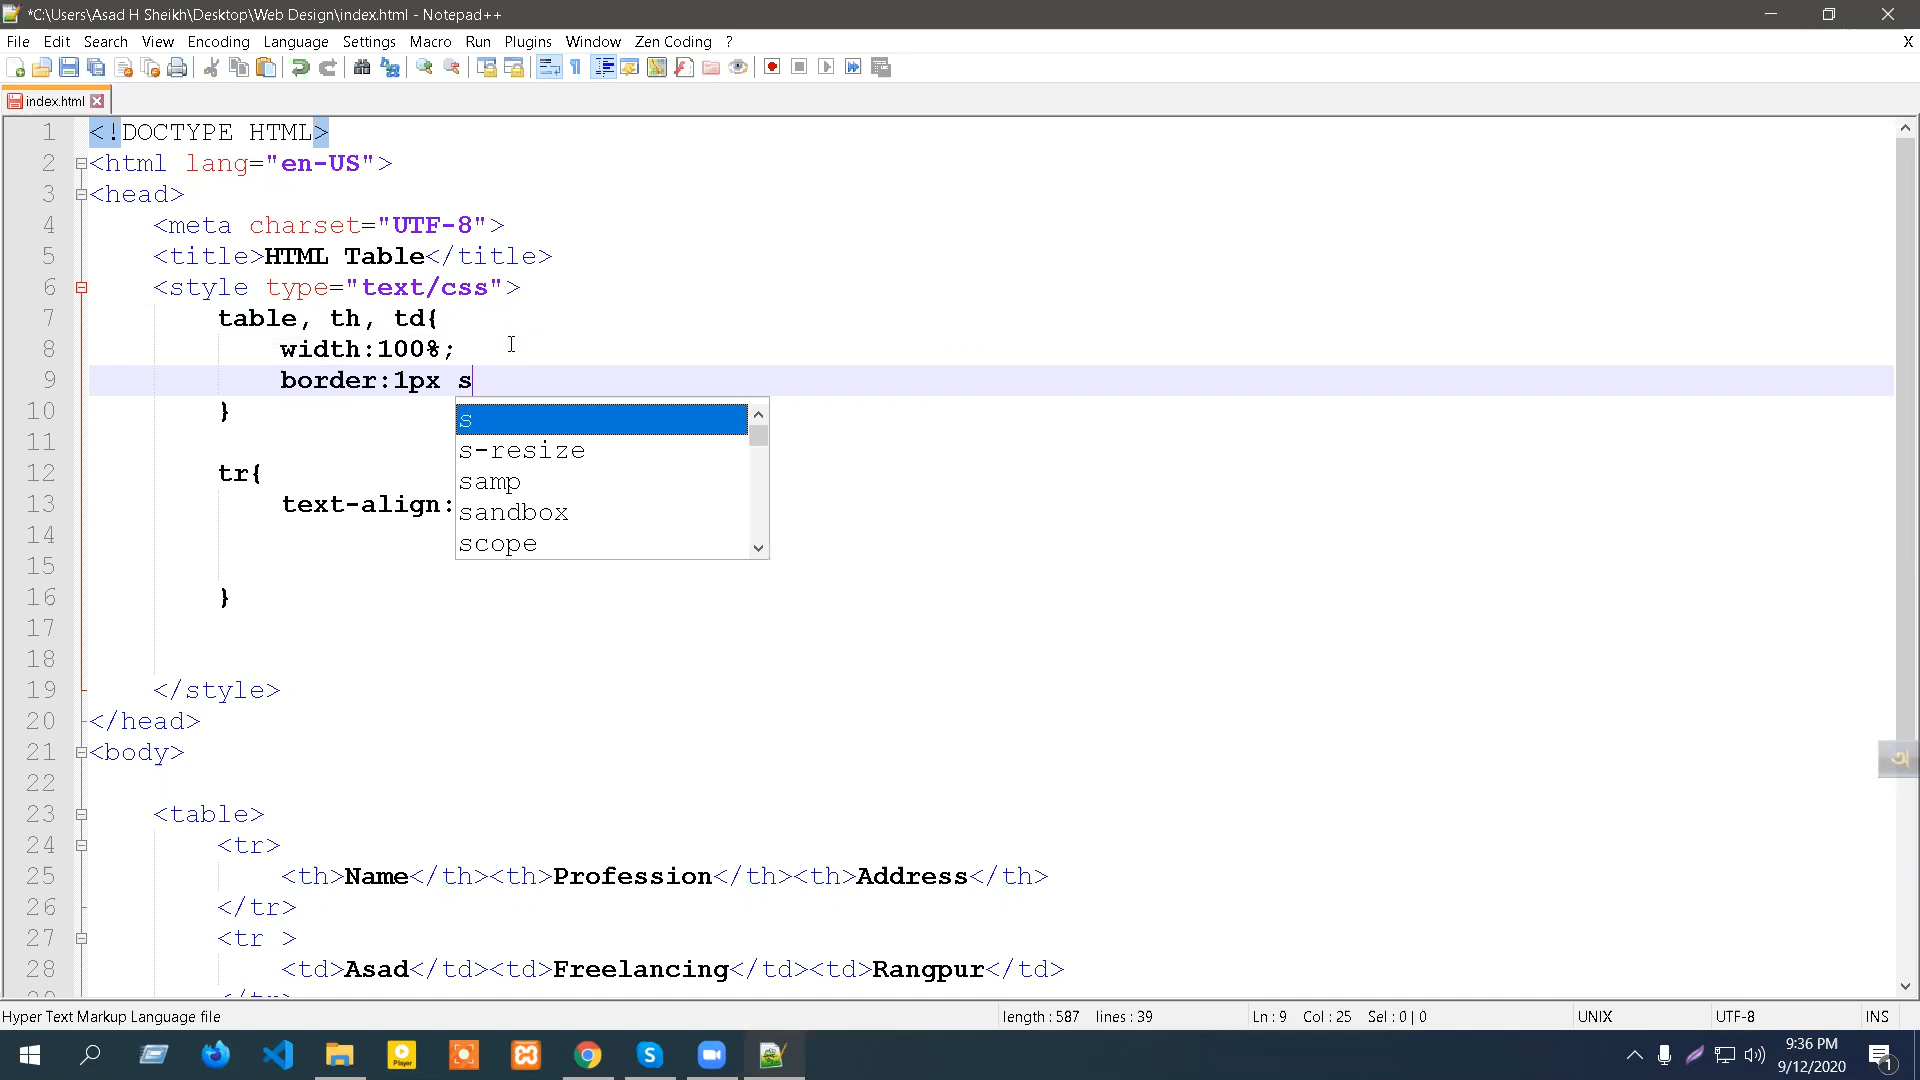 *C:\Users\Asad H Sheikh\Desktop\Web Design\index.html - Notepad++
File Edit Search View Encoding Language Settings Macro Run Plugins Window Zen Coding ? X
index.html
1 <!DOCTYPE HTML>
2 <html lang="en-US">
3 <head>
4 <meta charset="UTF-8">
5 <title>HTML Table</title>
6 <style type="text/css">
7 table, th, td{
8 width:100%;
9 border:1px s
10 }
s
11
s-resize
12 tr{
samp
13 text-align:
sandbox
14
scope
15
16 }
17
18
19 </style>
20 </head>
21 <body>
22
23 <table>
24 <tr>
25 <th>Name</th><th>Profession</th><th>Address</th>
26 </tr>
27 <tr >
28 <td>Asad</td><td>Freelancing</td><td>Rangpur</td>
Hyper Text Markup Language file length : 587 lines : 39 Ln : 9 Col : 25 Sel : 0 | 0 UNIX UTF-8 INS
9:36 PM
9/12/2020
1